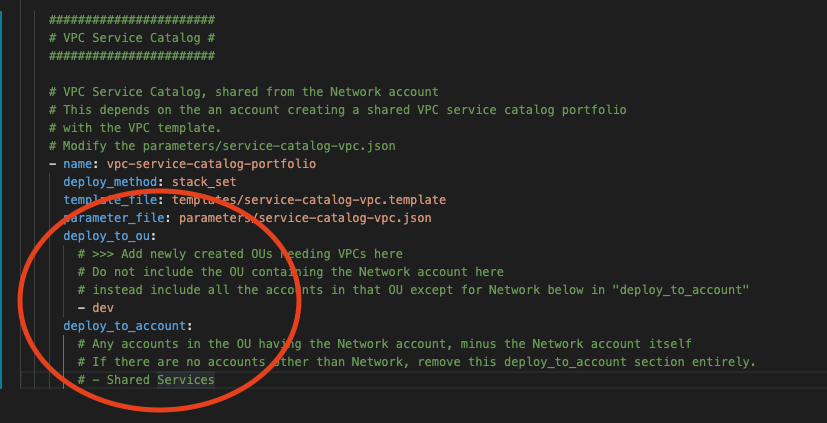 #######################
# VPC Service Catalog #
#######################
# VPC Service Catalog, shared from the Network account
# This depends on the an account creating a shared VPC service catalog portfolio
# with the VPC template.
# Modify the parameters/service-catalog-vpc.json
- name: vpc-service-catalog-portfolio
deploy_method: stack_set
template_file: templates/service-catalog-vpc.template
parameter_file: parameters/service-catalog-vpc.json
deploy_to_ou:
# >>> Add newly created OUs needing VPCs here
# Do not include the OU containing the Network account here
# instead include all the accounts in that OU except for Network below in "deploy_to_account"
- dev
deploy_to_account:
# Any accounts in the OU having the Network account, minus the Network account itself
# If there are no accounts other than Network, remove this deploy_to_account section entirely.
# - Shared Services